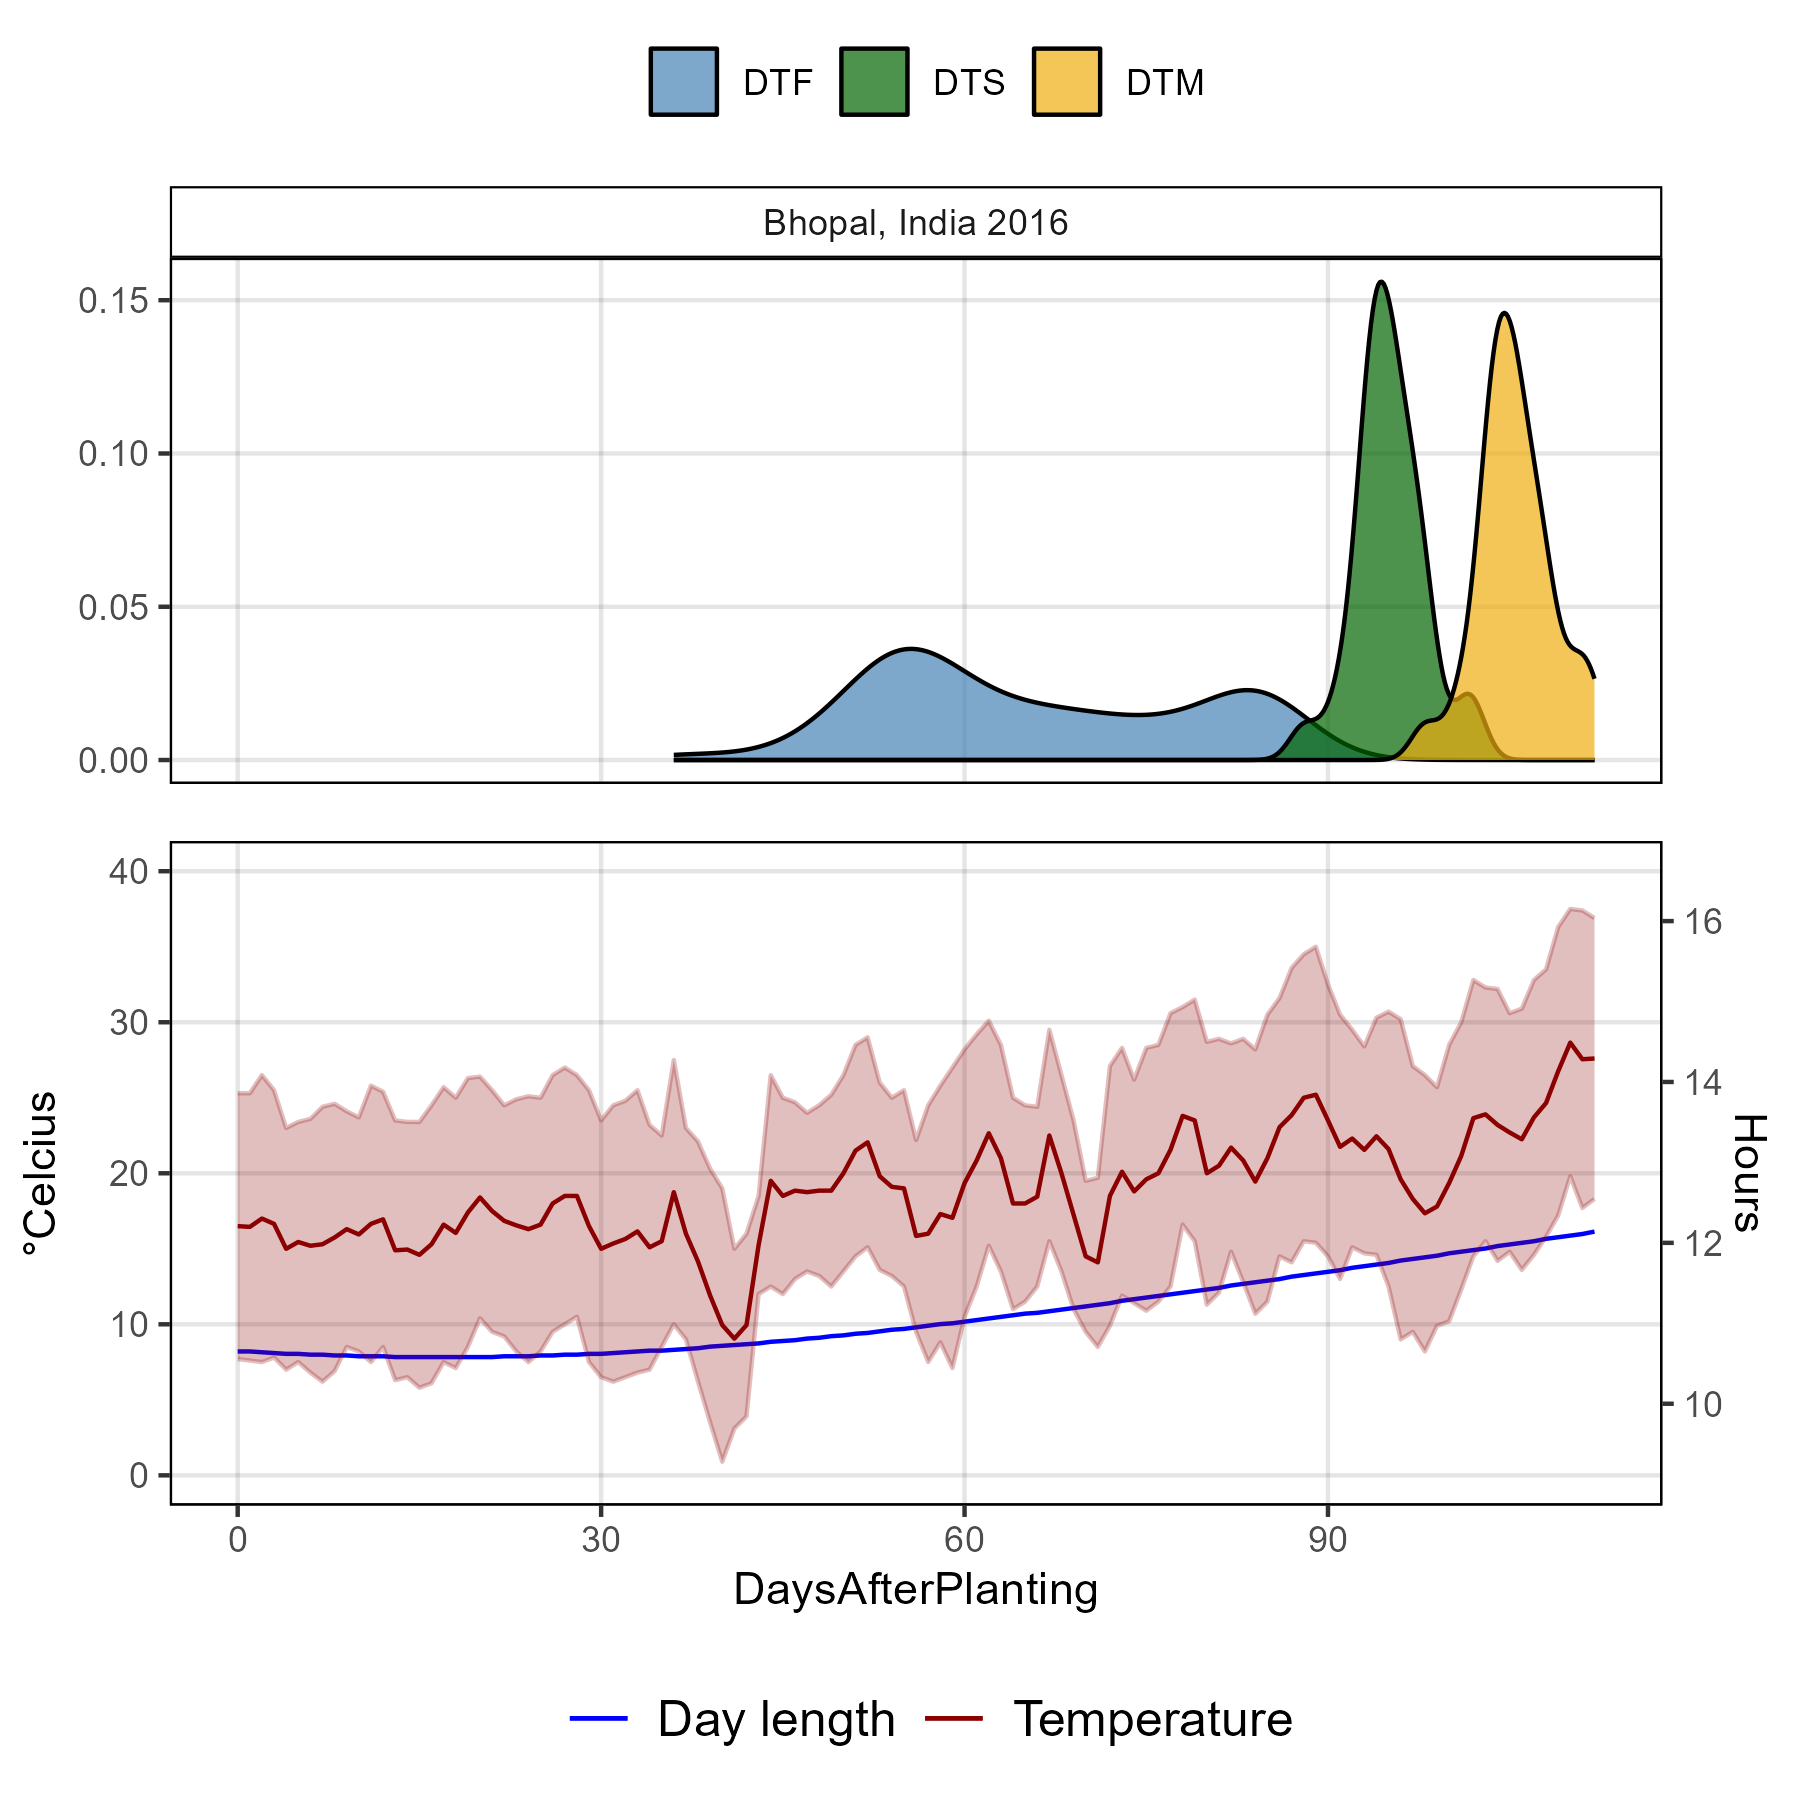 DTF DTS DTM
Bhopal, India 2016
0.15
0.10
0.05
0.00
40
30
20
10
0
°Celcius
16
14
12
10
Hours
0 30 60 90
DaysAfterPlanting
Day length Temperature